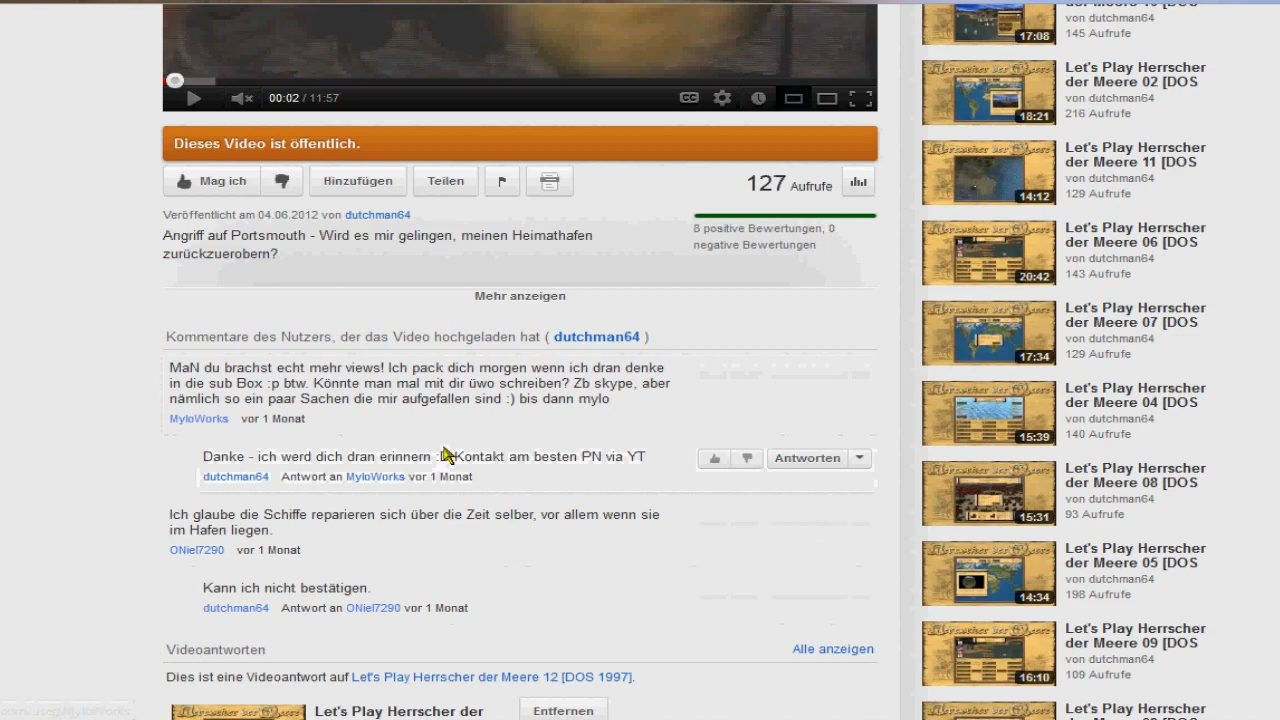 00:02 / 11:57
CC
Dieses Video ist öffentlich.
Mag ich
Hinzufügen
Teilen
127 Aufrufe
Veröffentlicht am 04.06.2012 von dutchman64
8 positive Bewertungen, 0
negative Bewertungen
Angriff auf Portsmouth - Wird es mir gelingen, meinen Heimathafen
zurückzuerobern?
Mehr anzeigen
Kommentare des Nutzers, der das Video hochgeladen hat ( dutchman64 )
MaN du brachst echt mehr views! Ich pack dich morgen wenn ich dran denke
in die sub Box :p btw. Könnte man mal mit dir üwo schreiben? Zb skype, aber
nämlich so ein paar Sachen die mir aufgefallen sind :) bis dann mylo
MyloWorks vor 1 Monat
Danke - ich werd dich dran erinnern Kontakt am besten PN via YT
Antworten
dutchman64 Antwort an MyloWorks vor 1 Monat
Ich glaube die Schiffe reparieren sich über die Zeit selber, vor allem wenn sie
im Hafen liegen.
ONiel7290 vor 1 Monat
Kann ich nicht bestätigen.
dutchman64 Antwort an ONiel7290 vor 1 Monat
Videoantworten
Alle anzeigen
Dies ist eine Videoantwort auf Let's Play Herrscher der Meere 12 [DOS 1997].
Let's Play Herrscher der
Entfernen
17:08
von dutchman64
145 Aufrufe
Let's Play Herrscher
der Meere 02 [DOS
von dutchman64
216 Aufrufe
18:21
Let's Play Herrscher
der Meere 11 [DOS
von dutchman64
129 Aufrufe
14:12
Let's Play Herrscher
der Meere 06 [DOS
von dutchman64
143 Aufrufe
20:42
Let's Play Herrscher
der Meere 07 [DOS
von dutchman64
129 Aufrufe
17:34
Let's Play Herrscher
der Meere 04 [DOS
von dutchman64
140 Aufrufe
15:39
Let's Play Herrscher
der Meere 08 [DOS
von dutchman64
93 Aufrufe
15:31
Let's Play Herrscher
der Meere 05 [DOS
von dutchman64
198 Aufrufe
14:34
Let's Play Herrscher
der Meere 09 [DOS
von dutchman64
109 Aufrufe
16:10
Let's Play Herrscher